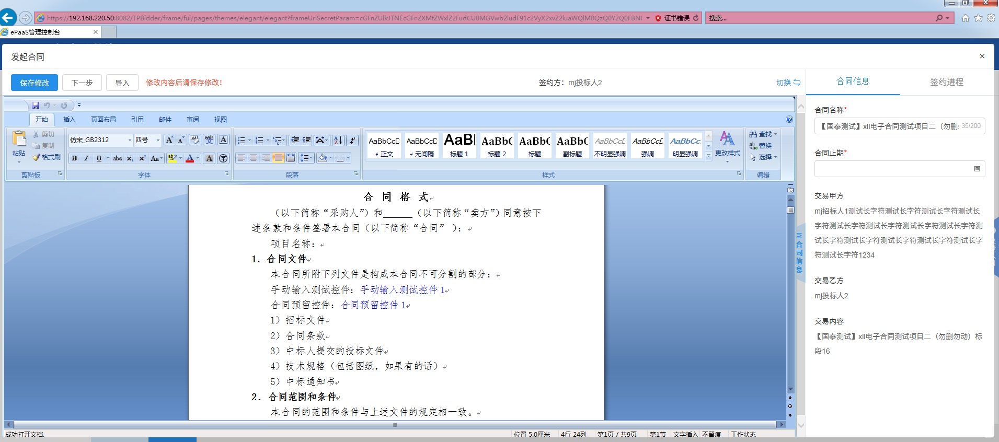 https://192.168.220.50:8082/TPBidder/frame/fui/pages/themes/elegant/elegant?frameUrlSecretParam= 证书错误 搜索...
ePaaS管理控制台
发起合同
保存修改 下一步 导入 修改内容后请保存修改！ 签约方：mj投标人2 切换 合同信息 签约进程
开始 插入 页面布局 引用 邮件 审阅 视图
粘贴 剪切 复制 格式刷
剪贴板
仿宋_GB2312 四号
字体
段落
AaBbCcD AaBbCcD AaBl AaBbC AaBbC AaBbC AaBbCcD AaBbCcD AaBbCc
正文 无间隔 标题 1 标题 2 标题 副标题 不明显强调 强调 明显强调
更改样式
样式
查找
替换
选择
编辑
合 同 格 式
（以下简称“采购人”）和______（以下简称“卖方”）同意按下
述条款和条件签署本合同（以下简称“合同” ）：
项目名称：
1. 合同文件
本合同所附下列文件是构成本合同不可分割的部分：
手动输入测试控件：手动输入测试控件 1
合同预留控件：合同预留控件 1
1）招标文件
2）合同条款
3）中标人提交的投标文件
4）技术规格（包括图纸，如果有的话）
5）中标通知书
2. 合同范围和条件
本合同的范围和条件与上述文件的规定相一致。
成功打开文档. 位置 5.0厘米 4行 24列 第1页 / 共9页 第1节 文字插入 不留痕 工作状态
合同信息
合同名称*
【国泰测试】xll电子合同测试项目二（勿删 35/200
合同止期*
交易甲方
mj招标人1测试长字符测试长字符测试长字符测试长
字符测试长字符测试长字符测试长字符测试长字符测
试长字符测试长字符测试长字符测试长字符测试长字
符测试长字符1234
交易乙方
mj投标人2
交易内容
【国泰测试】xll电子合同测试项目二（勿删勿动）标
段16